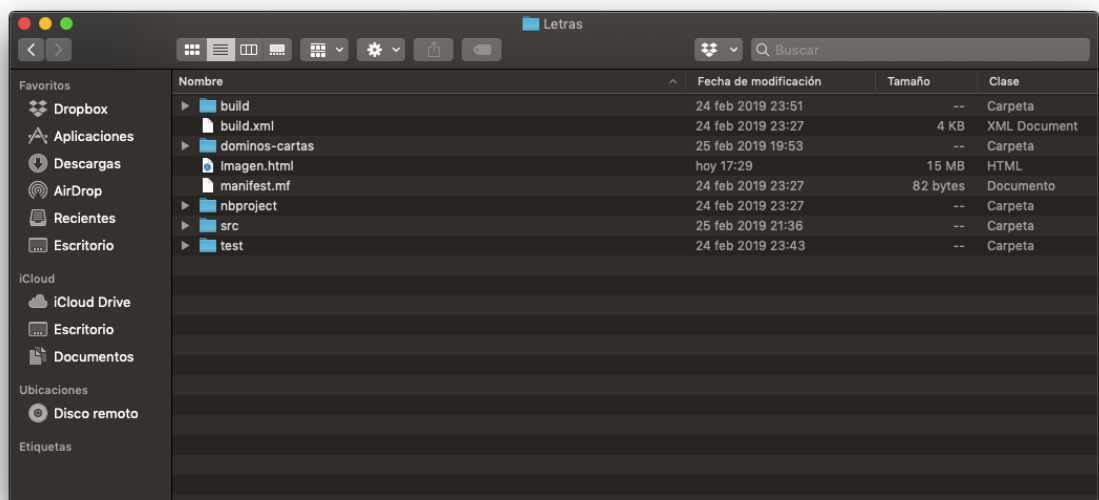 Letras
Buscar
Favoritos
Dropbox
Aplicaciones
Descargas
AirDrop
Recientes
Escritorio
iCloud
iCloud Drive
Escritorio
Documentos
Ubicaciones
Disco remoto
Etiquetas
Nombre Fecha de modificación Tamaño Clase
build 24 feb 2019 23:51 -- Carpeta
build.xml 24 feb 2019 23:27 4 KB XML Document
dominos-cartas 25 feb 2019 19:53 -- Carpeta
Imagen.html hoy 17:29 15 MB HTML
manifest.mf 24 feb 2019 23:27 82 bytes Documento
nbproject 24 feb 2019 23:27 -- Carpeta
src 25 feb 2019 21:36 -- Carpeta
test 24 feb 2019 23:43 -- Carpeta